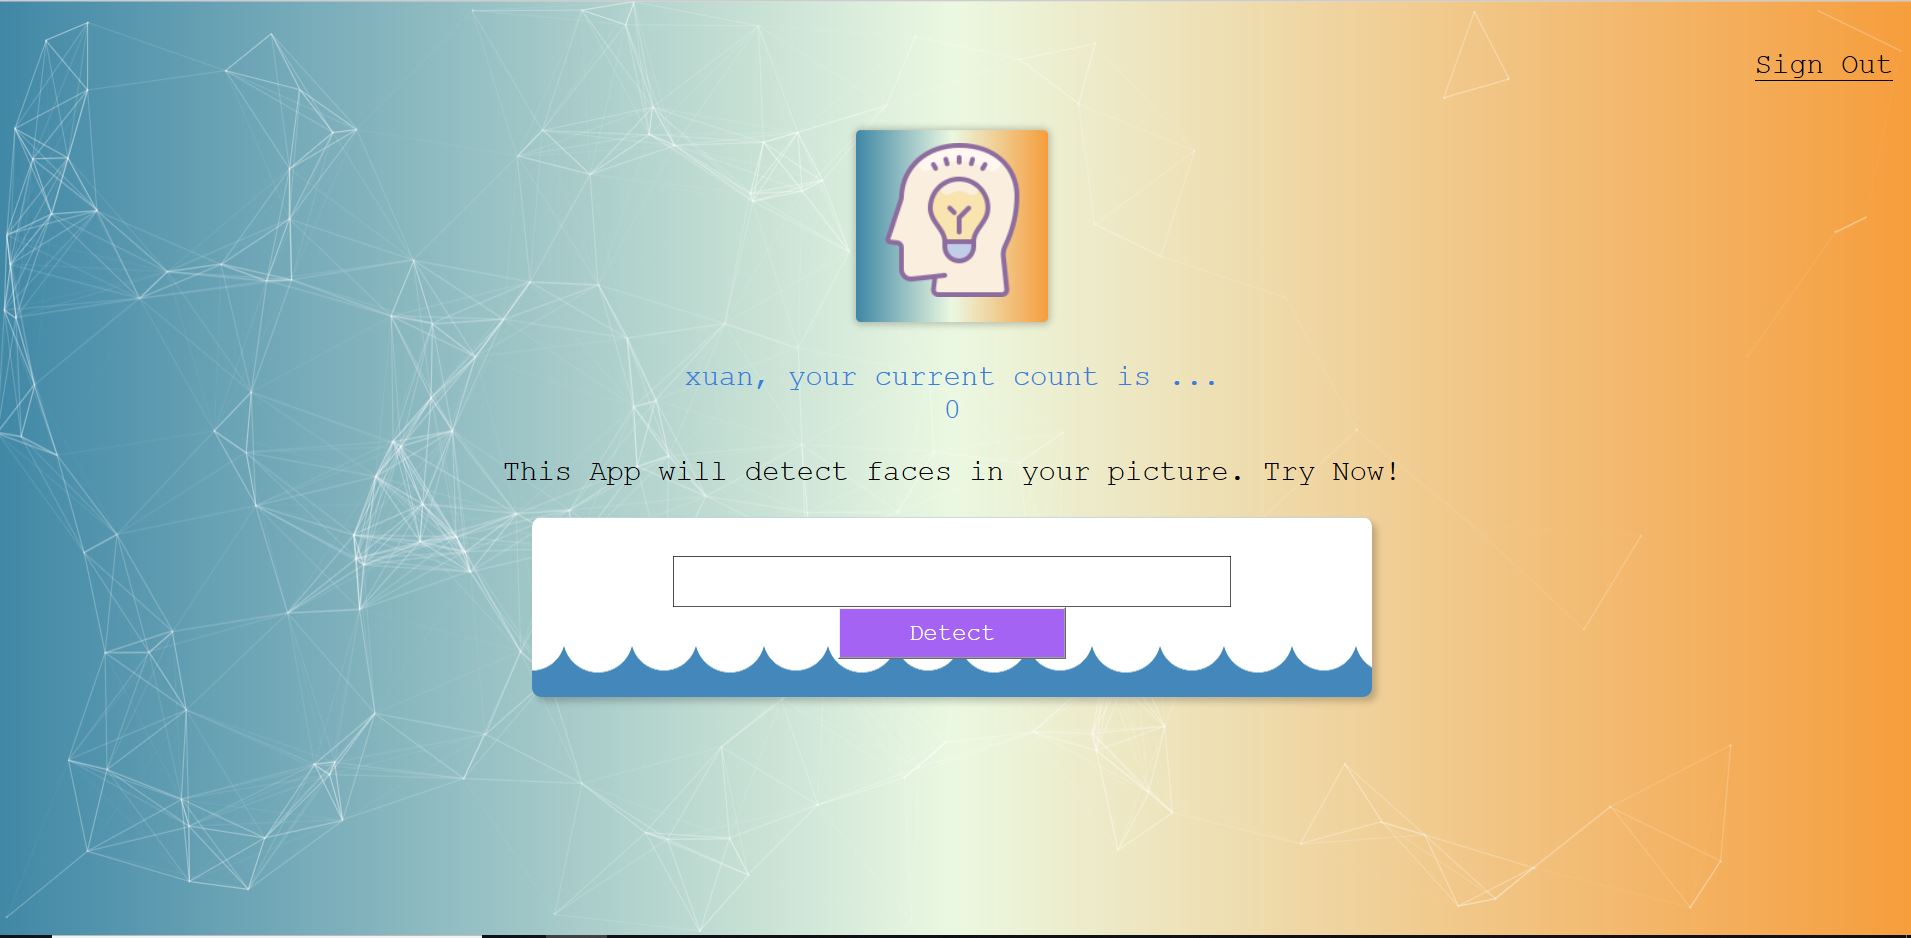 Sign Out
xuan, your current count is ...
0
This App will detect faces in your picture. Try Now!
Detect